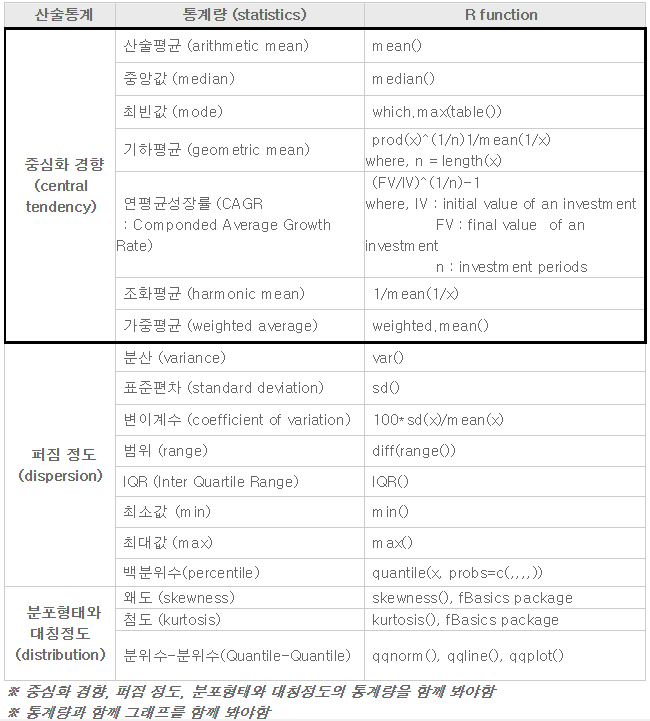 산술통계 통계량 (statistics) R function
산술평균 (arithmetic mean) mean()
중앙값 (median) median()
최빈값 (mode) which.max(table())
기하평균 (geometric mean) prod(x)^(1/n)1/mean(1/x)
where, n = length(x)
중심화 경향
(central
tendency)
연평균성장률 (CAGR
: Componded Average Growth
Rate)
(FV/IV)^(1/n)-1
where, IV : initial value of an investment
FV : final value of an
investment
n : investment periods
조화평균 (harmonic mean) 1/mean(1/x)
가중평균 (weighted average) weighted.mean()
퍼짐 정도
(dispersion)
분산 (variance) var()
표준편차 (standard deviation) sd()
변이계수 (coefficient of variation) 100*sd(x)/mean(x)
범위 (range) diff(range())
IQR (Inter Quartile Range) IQR()
최소값 (min) min()
최대값 (max) max()
백분위수(percentile) quantile(x, probs=c(,,,,))
분포형태와
대칭정도
(distribution)
왜도 (skewness) skewness(), fBasics package
첨도 (kurtosis) kurtosis(), fBasics package
분위수-분위수(Quantile-Quantile) qqnorm(), qqline(), qqplot()
※ 중심화 경향, 퍼짐 정도, 분포형태와 대칭정도의 통계량을 함께 봐야함
※ 통계량과 함께 그래프를 함께 봐야함